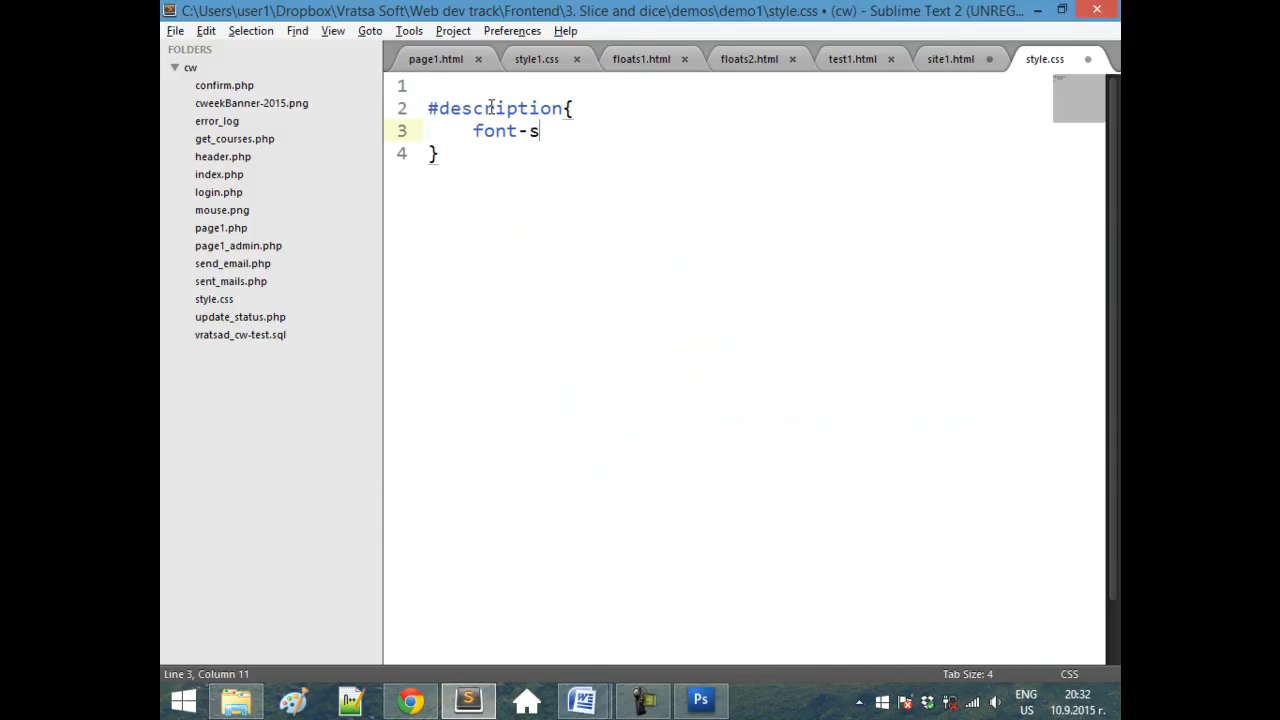 C:\Users\user1\Dropbox\Vratsa Soft\Web dev track\Frontend\3. Slice and dice\demos\demo1\style.css • (cw) - Sublime Text 2 (UNREG...
File Edit Selection Find View Goto Tools Project Preferences Help
FOLDERS
cw
confirm.php
cweekBanner-2015.png
error_log
get_courses.php
header.php
index.php
login.php
mouse.png
page1.php
page1_admin.php
send_email.php
sent_mails.php
style.css
update_status.php
vratsad_cw-test.sql
page1.html × style1.css × floats1.html × floats2.html × test1.html × site1.html style.css
1
2 #description{
3 font-s
4 }
Line 3, Column 11 Tab Size: 4 CSS
ENG 20:32
US 10.9.2015 г.